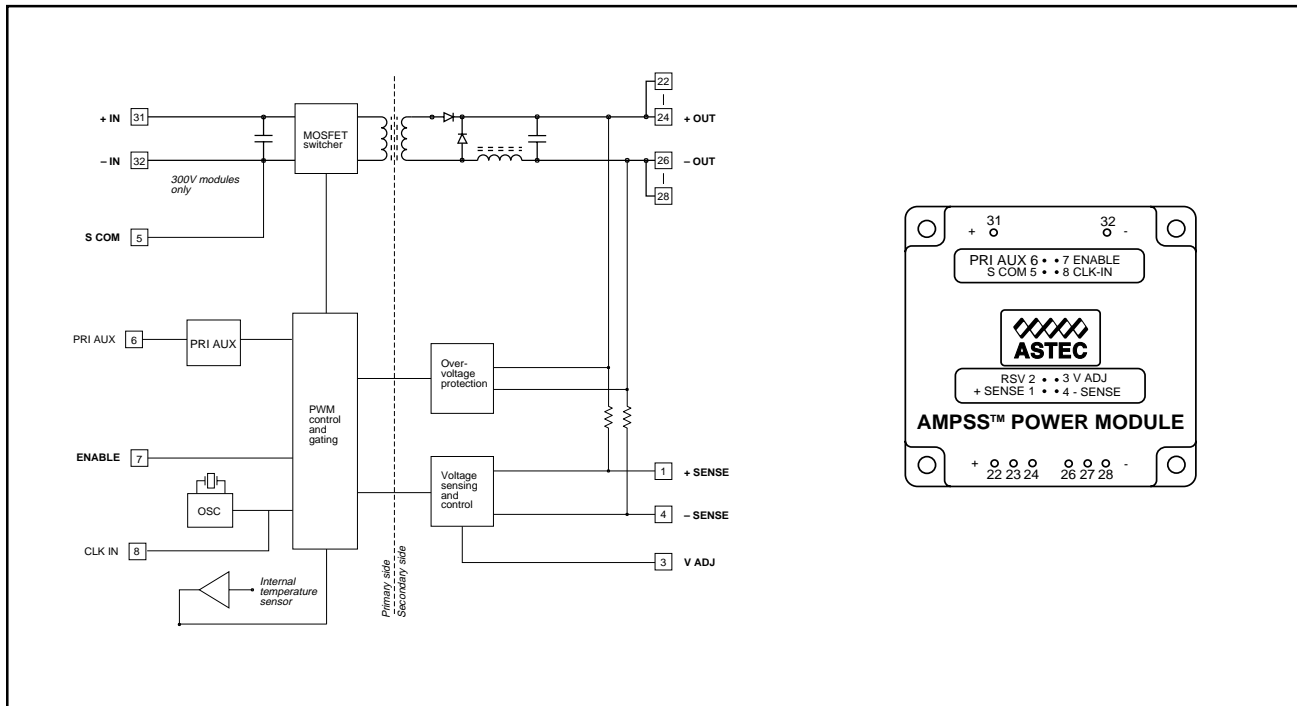 22
+ IN 31
MOSFET
switcher
24 + OUT
– IN 32
26 – OUT
300V modules
only
28
S COM 5
PRI AUX 6
PRI AUX
Over-
voltage
protection
PWM
control
and
gating
ENABLE 7
Voltage
sensing
and
control
1 + SENSE
OSC
4 – SENSE
CLK IN 8
3 V ADJ
Internal
temperature
sensor
Primary side
Secondary side
31 32
+ -
PRI AUX 6 • • 7 ENABLE
S COM 5 • • 8 CLK-IN
ASTEC
RSV 2 • • 3 V ADJ
+ SENSE 1 • • 4 - SENSE
AMPSS™ POWER MODULE
+ -
22 23 24 26 27 28